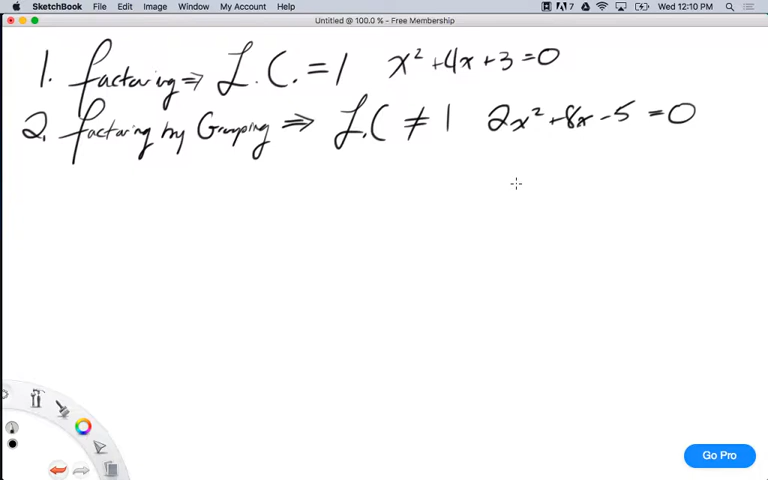 SketchBook File Edit Image Window My Account Help 7 Wed 12:10 PM
Untitled @ 100.0 % - Free Membership
1. factoring ⇒ L.C. = 1 x² + 4x + 3 = 0
2. factoring by Grouping ⇒ L.C ≠ 1 2x² + 8x - 5 = 0
Go Pro